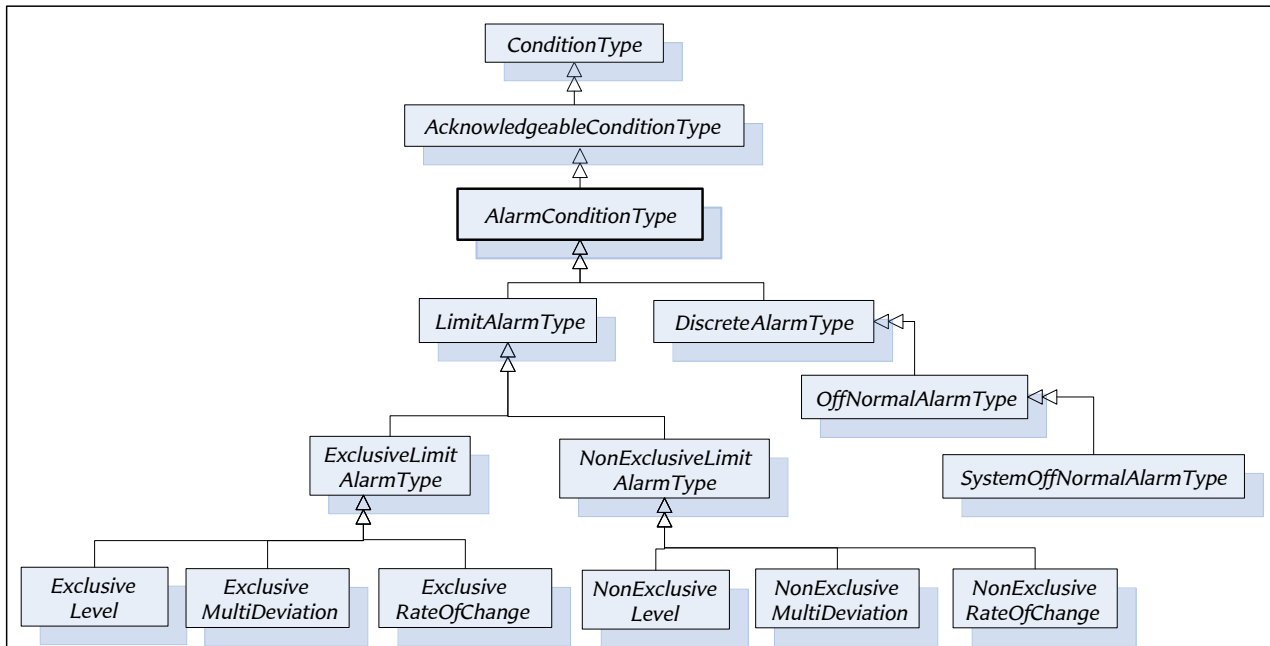 ConditionType
AcknowledgeableConditionType
AlarmConditionType
LimitAlarmType
DiscreteAlarmType
OffNormalAlarmType
ExclusiveLimit
AlarmType
NonExclusiveLimit
AlarmType
SystemOffNormalAlarmType
Exclusive
Level
Exclusive
MultiDeviation
Exclusive
RateOfChange
NonExclusive
Level
NonExclusive
MultiDeviation
NonExclusive
RateOfChange